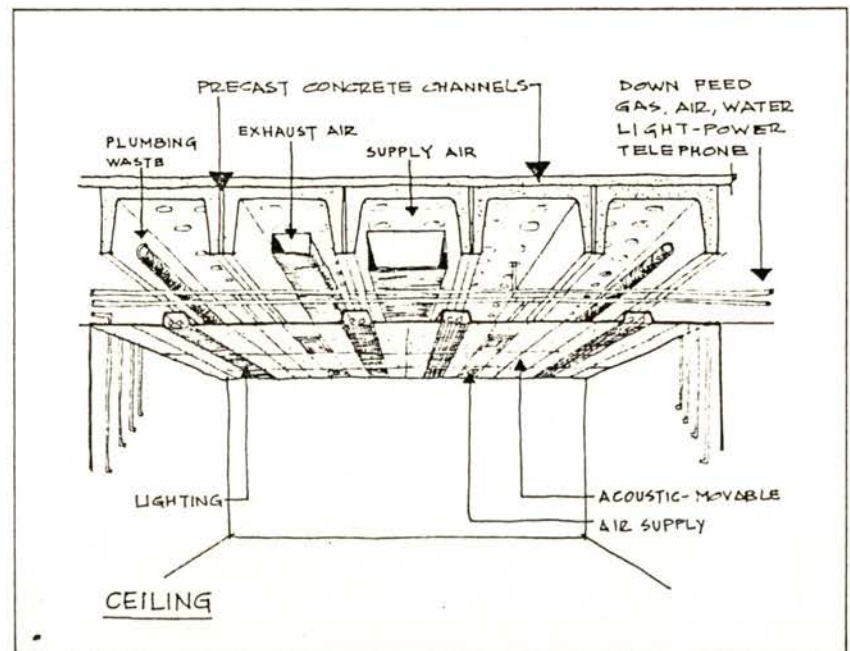 PRECAST CONCRETE CHANNELS
DOWN FEED
GAS, AIR, WATER
LIGHT-POWER
TELEPHONE
PLUMBING
WASTE
EXHAUST AIR
SUPPLY AIR
LIGHTING
ACOUSTIC-MOVABLE
AIR SUPPLY
CEILING